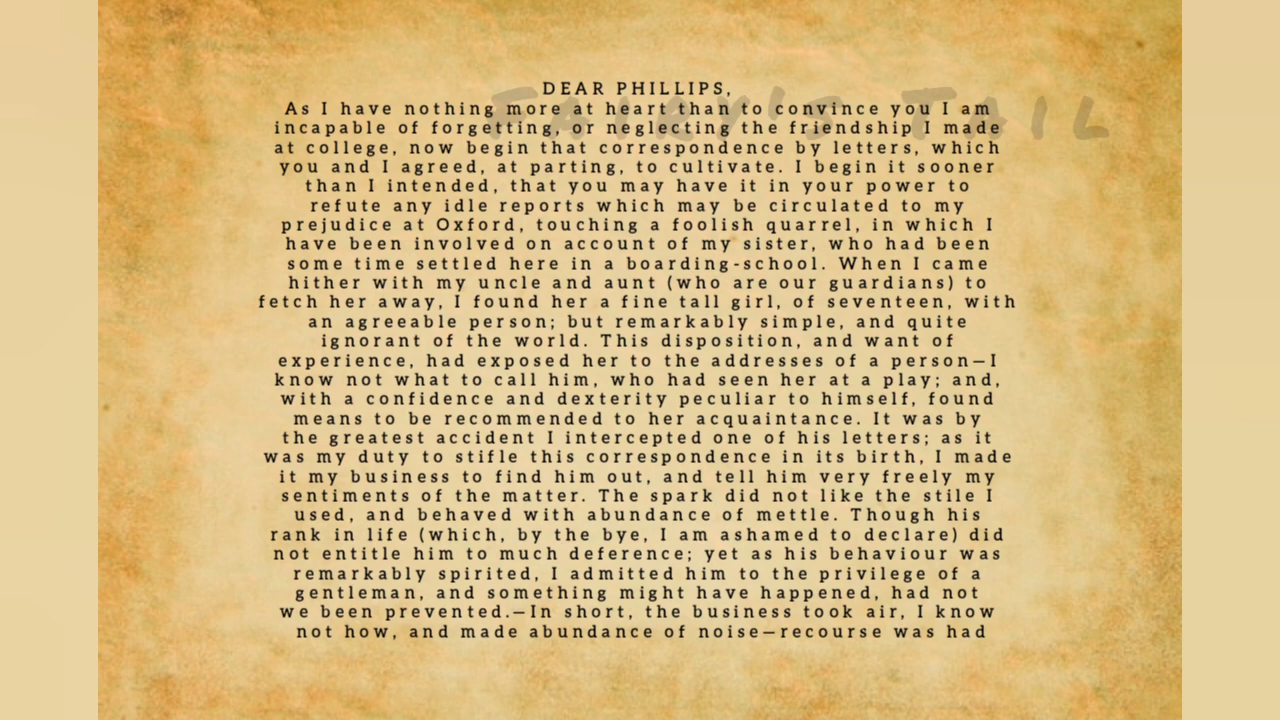 DEAR PHILLIPS,
FAIRY'S TAIL
As I have nothing more at heart than to convince you I am
incapable of forgetting, or neglecting the friendship I made
at college, now begin that correspondence by letters, which
you and I agreed, at parting, to cultivate. I begin it sooner
than I intended, that you may have it in your power to
refute any idle reports which may be circulated to my
prejudice at Oxford, touching a foolish quarrel, in which I
have been involved on account of my sister, who had been
some time settled here in a boarding-school. When I came
hither with my uncle and aunt (who are our guardians) to
fetch her away, I found her a fine tall girl, of seventeen, with
an agreeable person; but remarkably simple, and quite
ignorant of the world. This disposition, and want of
experience, had exposed her to the addresses of a person—I
know not what to call him, who had seen her at a play; and,
with a confidence and dexterity peculiar to himself, found
means to be recommended to her acquaintance. It was by
the greatest accident I intercepted one of his letters; as it
was my duty to stifle this correspondence in its birth, I made
it my business to find him out, and tell him very freely my
sentiments of the matter. The spark did not like the stile I
used, and behaved with abundance of mettle. Though his
rank in life (which, by the bye, I am ashamed to declare) did
not entitle him to much deference; yet as his behaviour was
remarkably spirited, I admitted him to the privilege of a
gentleman, and something might have happened, had not
we been prevented.—In short, the business took air, I know
not how, and made abundance of noise—recourse was had